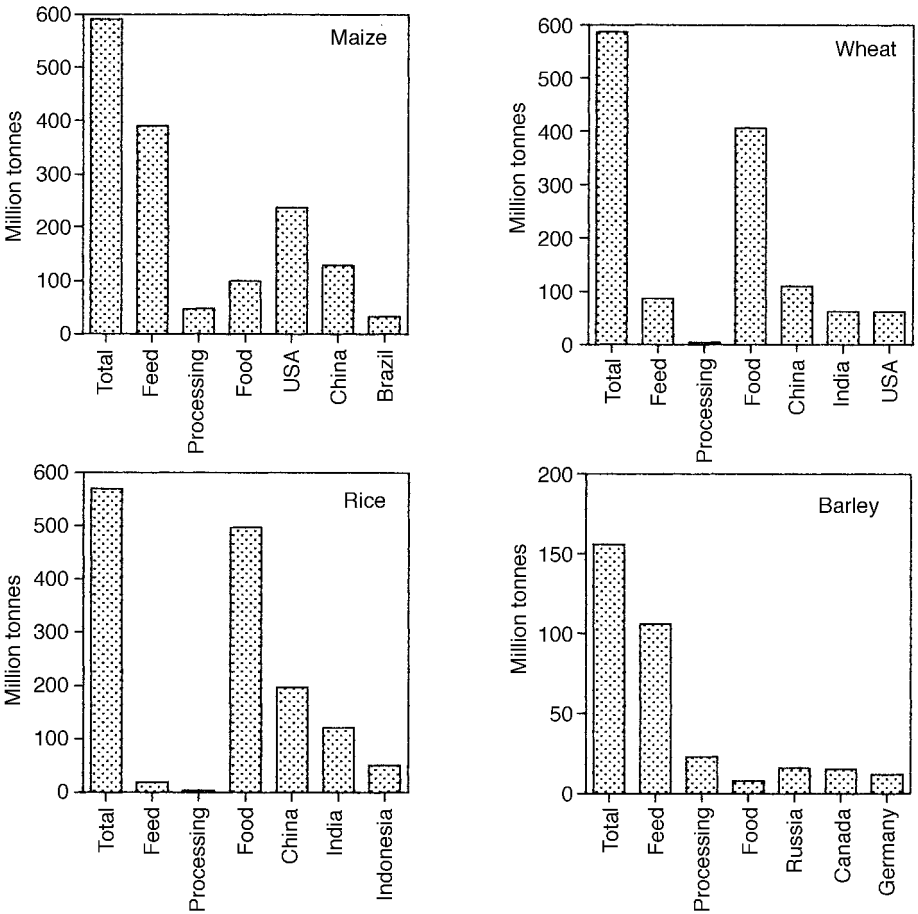 Maize
Million tonnes
600
500
400
300
200
100
0
Total
Feed
Processing
Food
USA
China
Brazil
Wheat
Million tonnes
600
500
400
300
200
100
0
Total
Feed
Processing
Food
China
India
USA
Rice
Million tonnes
600
500
400
300
200
100
0
Total
Feed
Processing
Food
China
India
Indonesia
Barley
Million tonnes
200
150
100
50
0
Total
Feed
Processing
Food
Russia
Canada
Germany